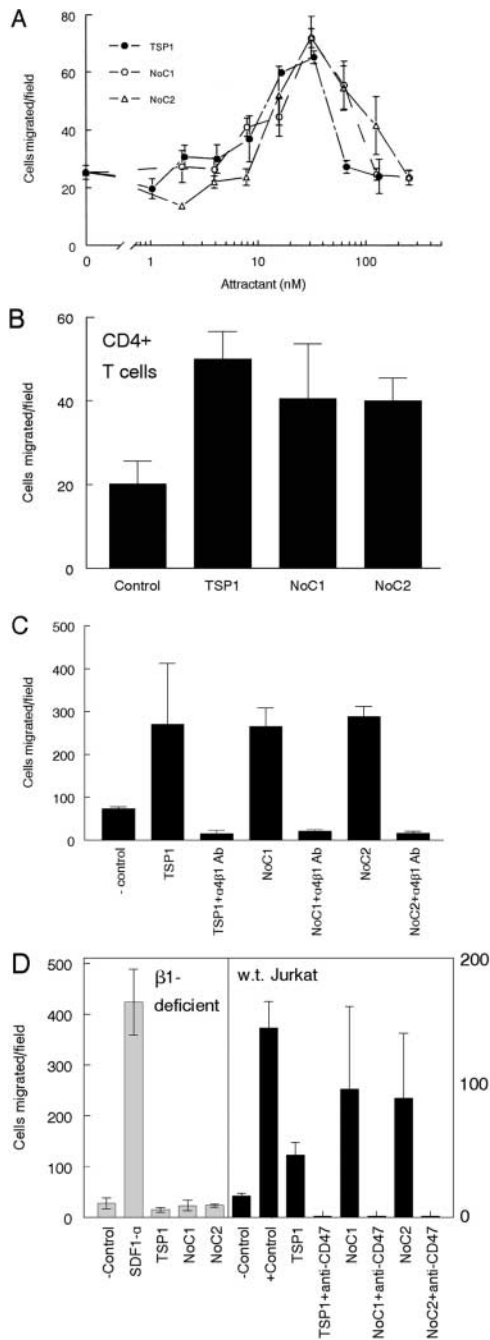 A
TSP1
NoC1
NoC2
Cells migrated/field
80
60
40
20
0
0
1
10
100
Attractant (nM)
B
CD4+
T cells
Cells migrated/field
60
40
20
0
Control
TSP1
NoC1
NoC2
C
Cells migrated/field
500
400
300
200
100
0
- control
TSP1
TSP1+α4β1 Ab
NoC1
NoC1+α4β1 Ab
NoC2
NoC2+α4β1 Ab
D
β1-
deficient
w.t. Jurkat
Cells migrated/field
500
400
300
200
100
0
200
100
0
-Control
SDF1-α
TSP1
NoC1
NoC2
-Control
+Control
TSP1
TSP1+anti-CD47
NoC1
NoC1+anti-CD47
NoC2
NoC2+anti-CD47